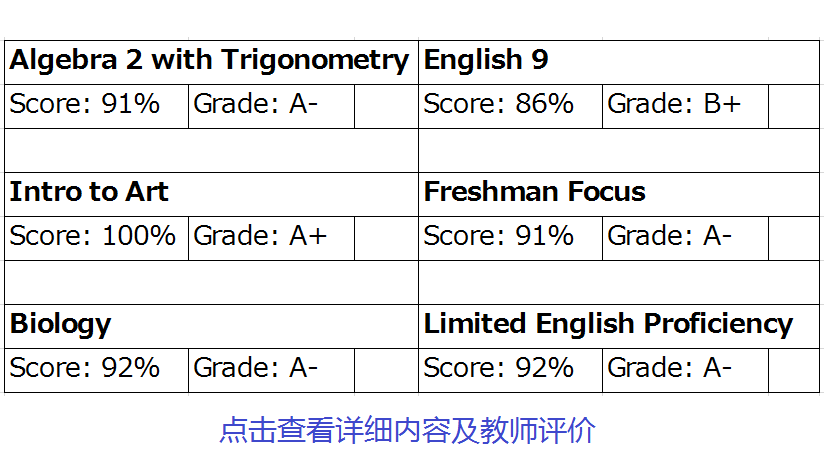 Algebra 2 with Trigonometry English 9
Score: 91% Grade: A- Score: 86% Grade: B+
Intro to Art Freshman Focus
Score: 100% Grade: A+ Score: 91% Grade: A-
Biology Limited English Proficiency
Score: 92% Grade: A- Score: 92% Grade: A-
点击查看详细内容及教师评价